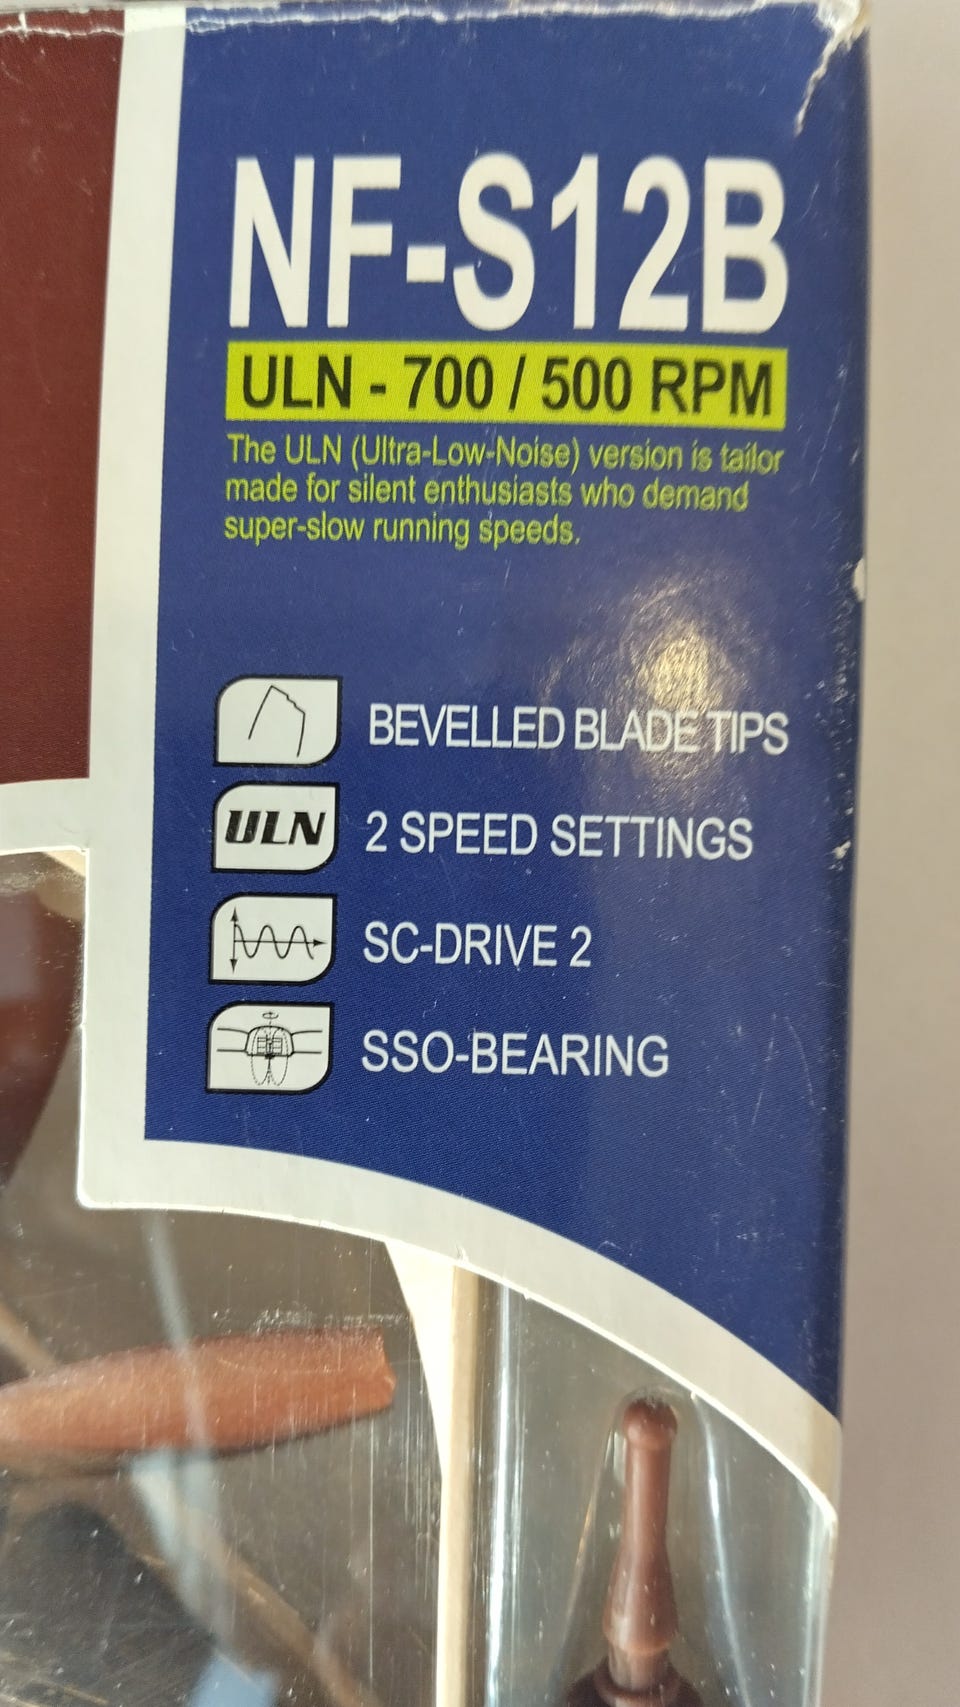 NF-S12B
ULN - 700 / 500 RPM
The ULN (Ultra-Low-Noise) version is tailor
made for silent enthusiasts who demand
super-slow running speeds.
BEVELLED BLADE TIPS
ULN 2 SPEED SETTINGS
SC-DRIVE 2
SSO-BEARING